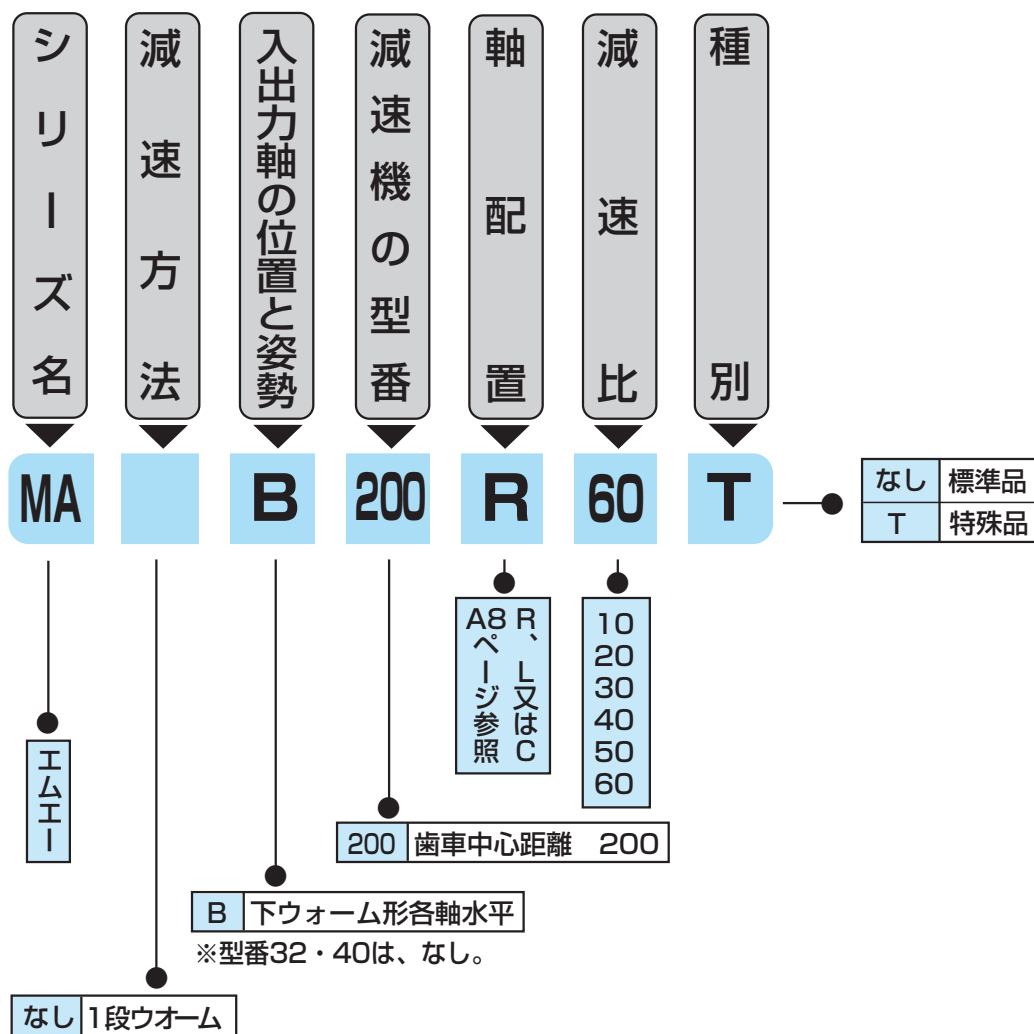 シリーズ名
減速方法
入出力軸の位置と姿勢
減速機の型番
軸配置
減速比
種別
MA
B
200
R
60
T
なし 標準品
T 特殊品
R、L又はC
A8ページ参照
10
20
30
40
50
60
エムエー
200 歯車中心距離 200
B 下ウォーム形各軸水平
※型番32・40は、なし。
なし 1段ウオーム